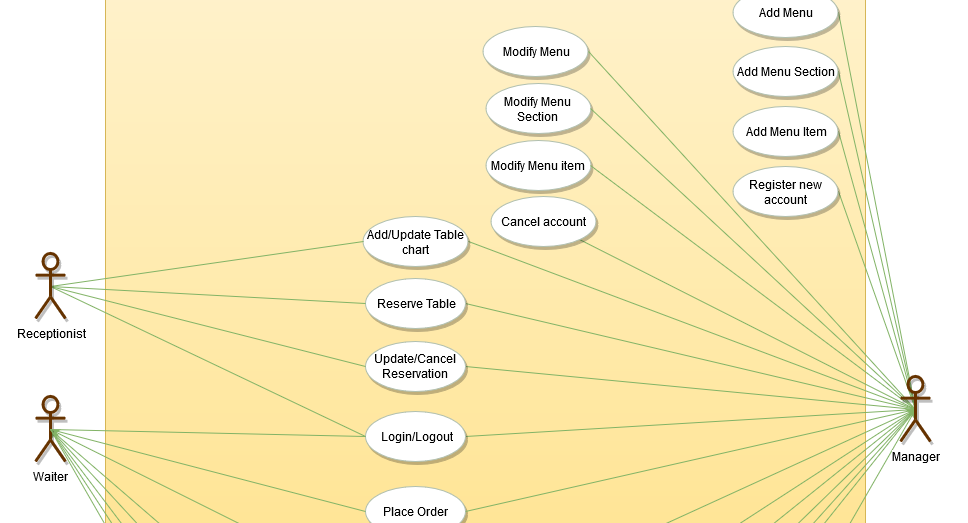 Add Menu
Modify Menu
Add Menu Section
Modify Menu
Section
Add Menu Item
Modify Menu item
Register new
account
Cancel account
Add/Update Table
chart
Reserve Table
Receptionist
Update/Cancel
Reservation
Login/Logout
Manager
Waiter
Place Order